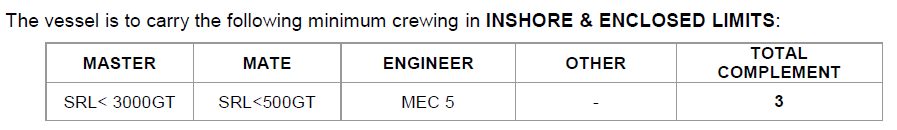 The vessel is to carry the following minimum crewing in INSHORE & ENCLOSED LIMITS:
MASTER MATE ENGINEER OTHER TOTAL COMPLEMENT
SRL< 3000GT SRL<500GT MEC 5 - 3